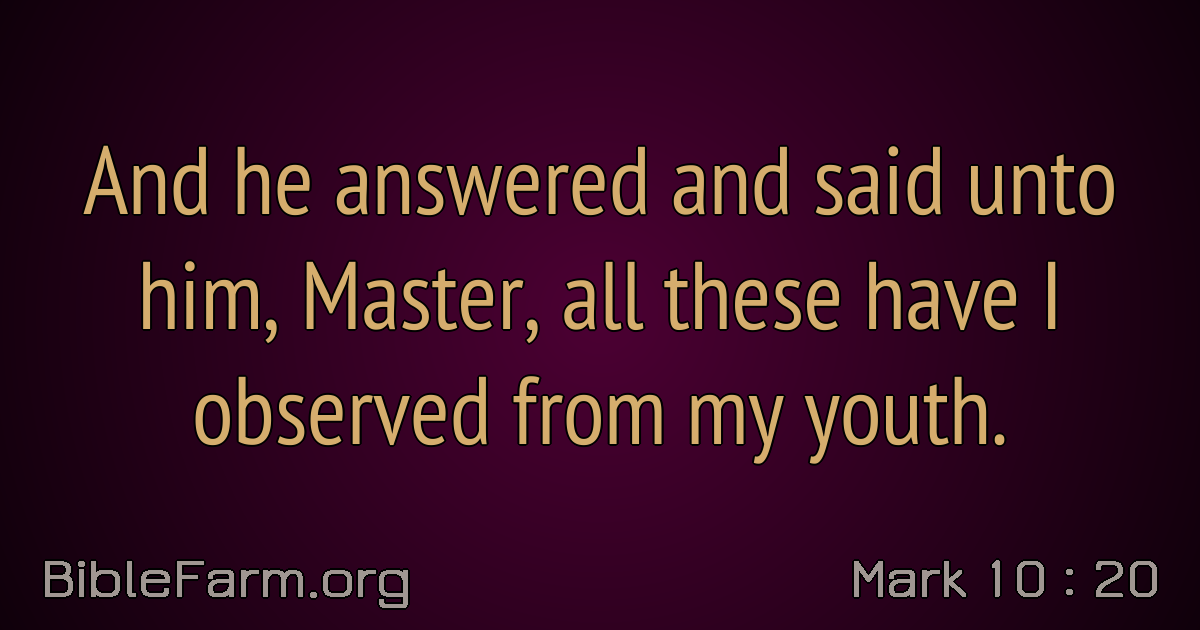 And he answered and said unto
him, Master, all these have I
observed from my youth.
BibleFarm.org
Mark 10 : 20